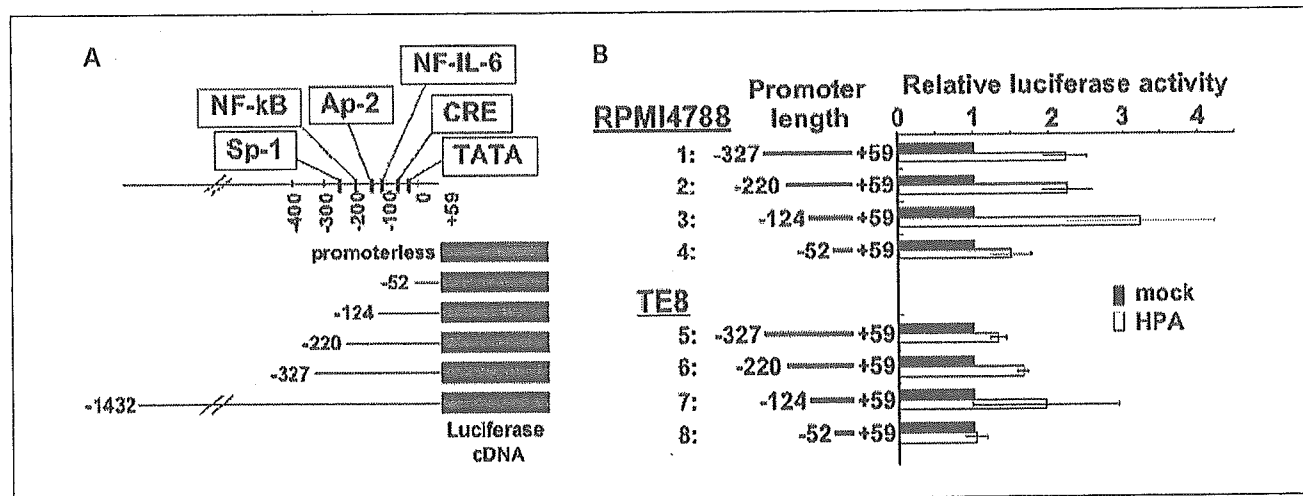 A
NF-IL-6
NF-kB
Ap-2
CRE
Sp-1
TATA
-400
-300
-200
-100
0
+59
promoterless
-52
-124
-220
-327
-1432
Luciferase
cDNA
B
Promoter
length
Relative luciferase activity
0 1 2 3 4
RPMI4788
1: -327 +59
2: -220 +59
3: -124 +59
4: -52 +59
TE8
5: -327 +59
6: -220 +59
7: -124 +59
8: -52 +59
mock
HPA